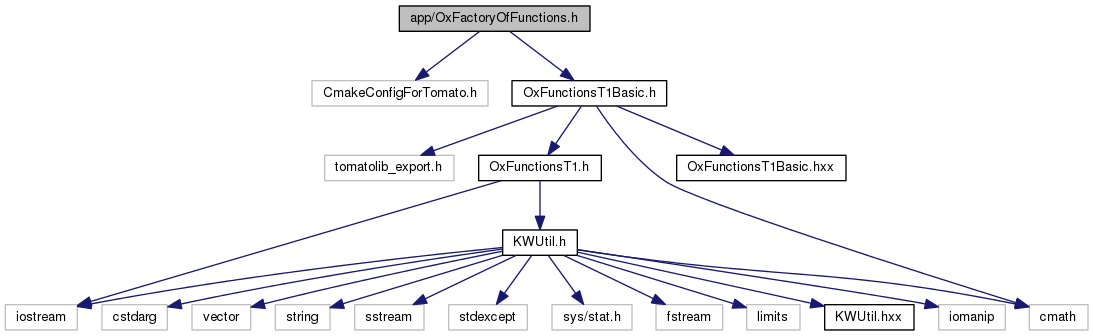 app/OxFactoryOfFunctions.h
CmakeConfigForTomato.h
OxFunctionsT1Basic.h
tomatolib_export.h
OxFunctionsT1.h
OxFunctionsT1Basic.hxx
KWUtil.h
iostream
cstdarg
vector
string
sstream
stdexcept
sys/stat.h
fstream
limits
KWUtil.hxx
iomanip
cmath